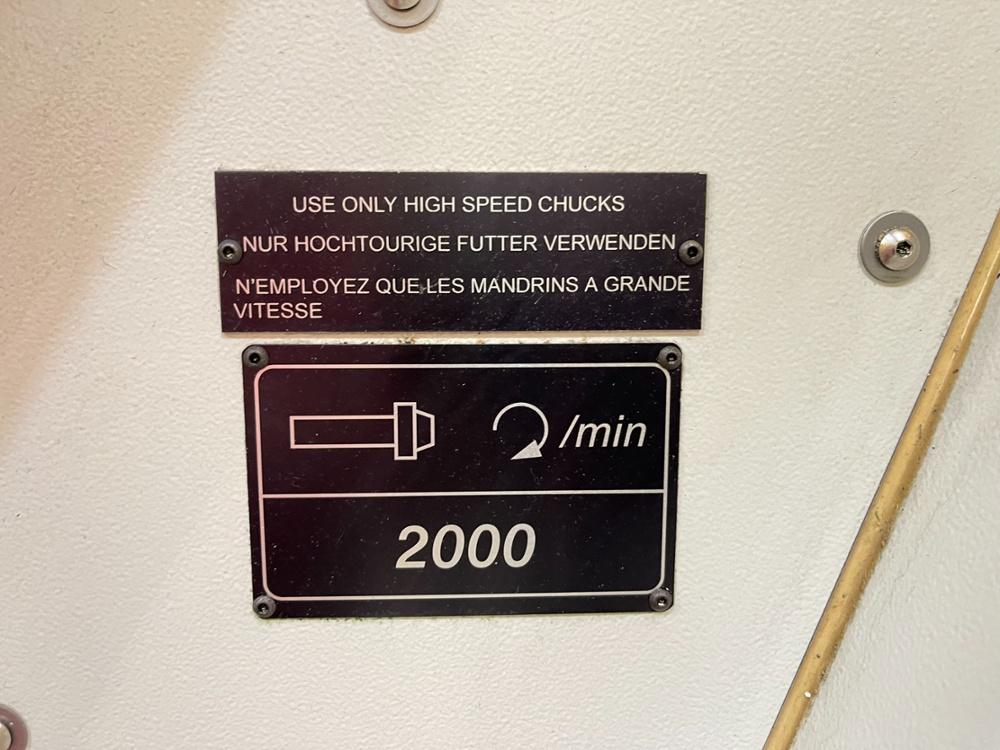 USE ONLY HIGH SPEED CHUCKS
NUR HOCHTOURIGE FUTTER VERWENDEN
N'EMPLOYEZ QUE LES MANDRINS A GRANDE
VITESSE
/min
2000